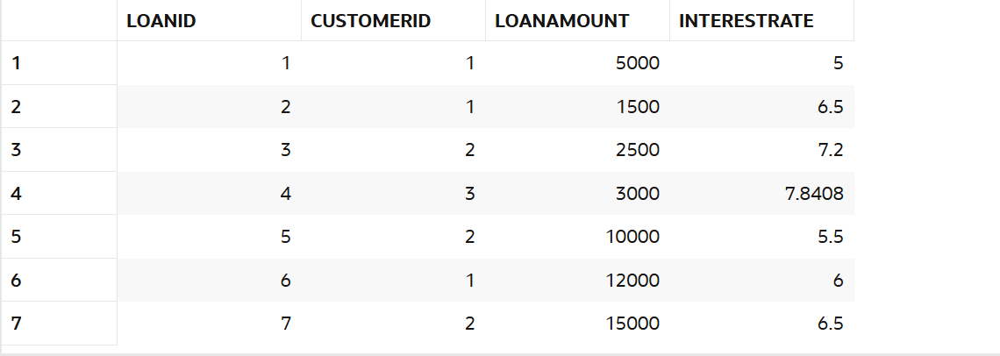 LOANID CUSTOMERID LOANAMOUNT INTERESTRATE
1 1 1 5000 5
2 2 1 1500 6.5
3 3 2 2500 7.2
4 4 3 3000 7.8408
5 5 2 10000 5.5
6 6 1 12000 6
7 7 2 15000 6.5